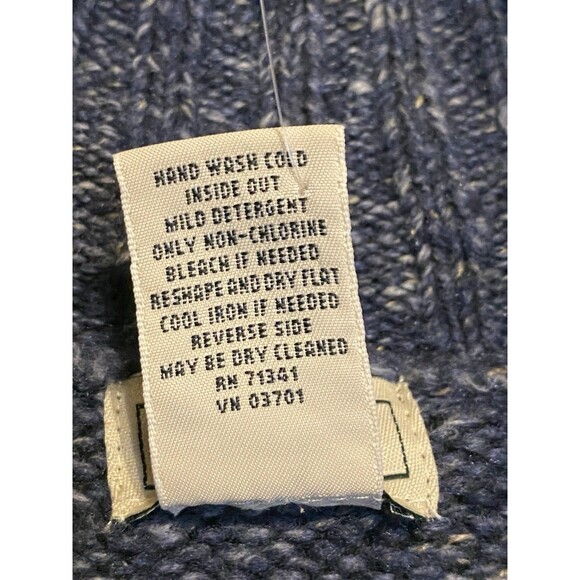 HAND WASH COLD
INSIDE OUT
MILD DETERGENT
ONLY NON-CHLORINE
BLEACH IF NEEDED
RESHAPE AND DRY FLAT
COOL IRON IF NEEDED
REVERSE SIDE
MAY BE DRY CLEANED
RN 71341
VN 03701